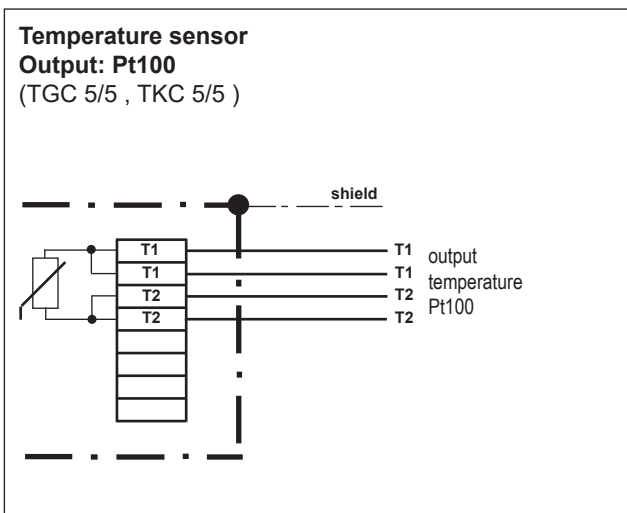 Temperature sensor
Output: Pt100
(TGC 5/5 , TKC 5/5 )
shield
T1 T1 output
T1 T1 temperature
T2 T2 Pt100
T2 T2